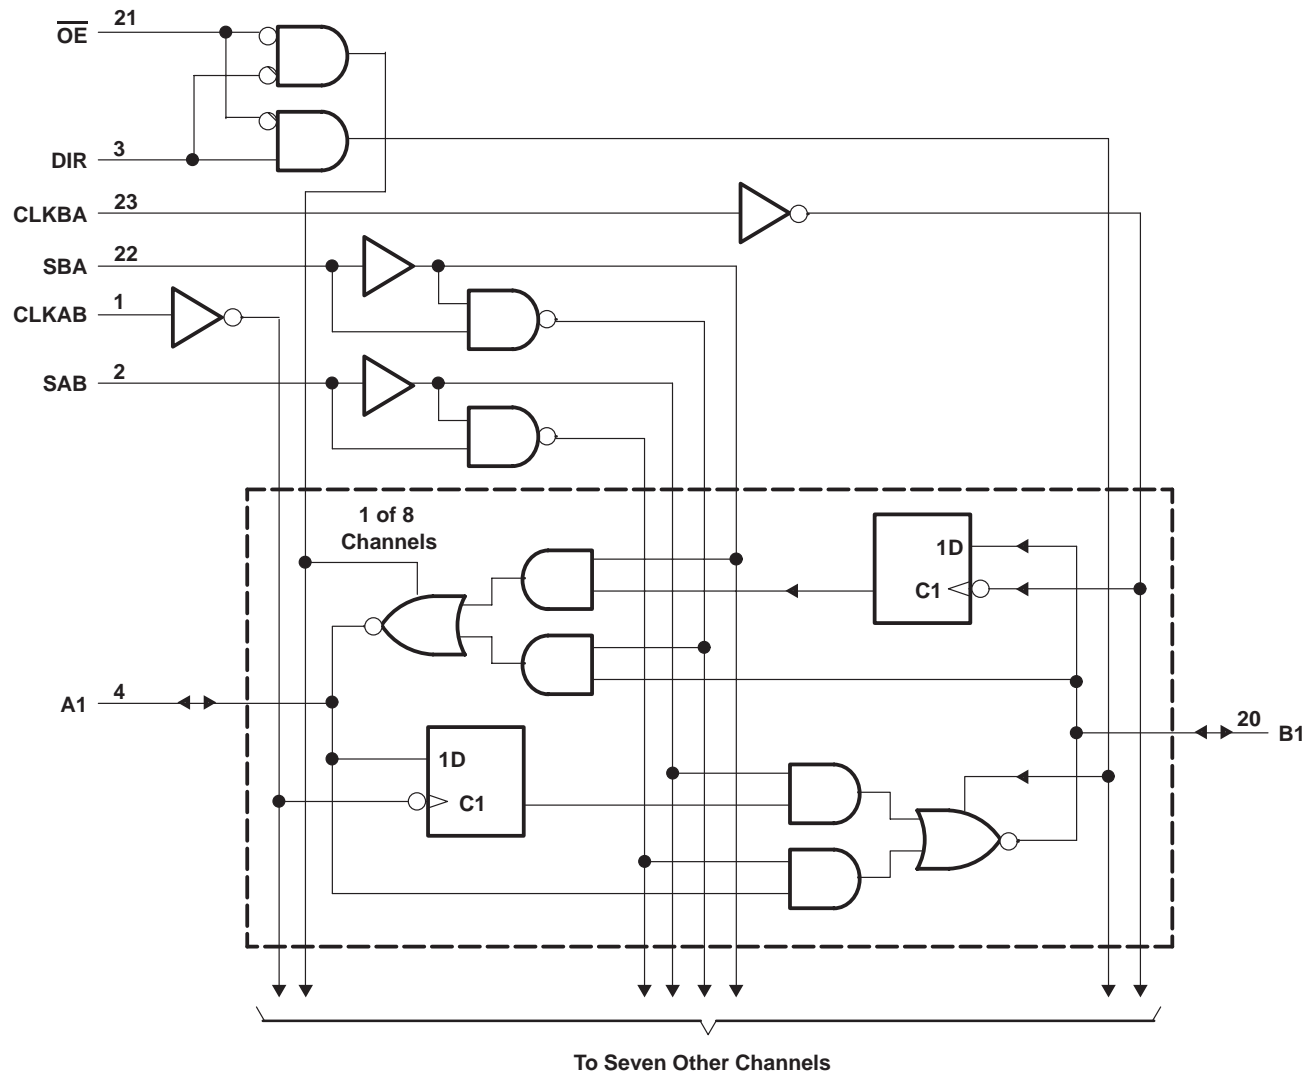 OE
21
DIR
3
CLKBA
23
SBA
22
CLKAB
1
SAB
2
1 of 8
Channels
1D
C1
A1
4
1D
C1
20
B1
To Seven Other Channels